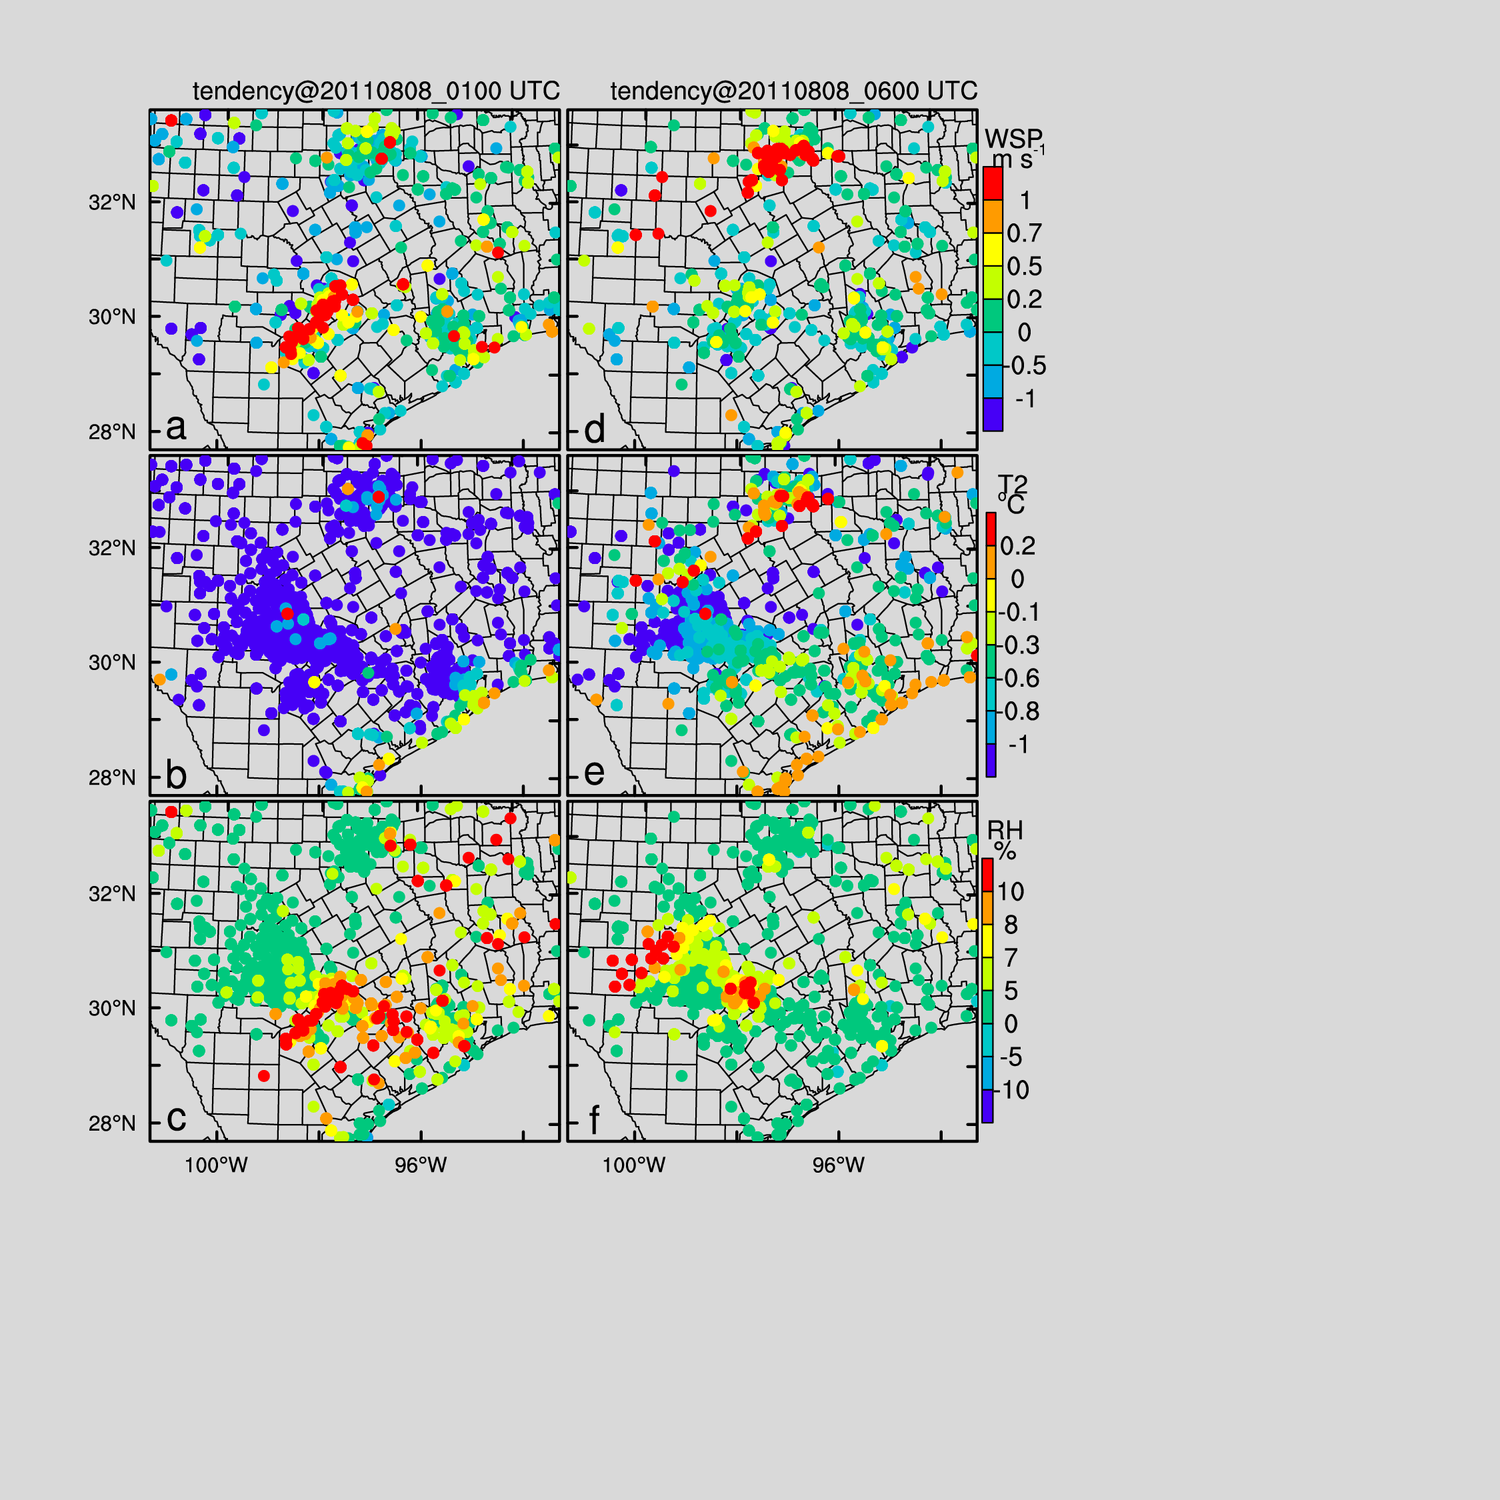 tendency@20110808_0100 UTC
tendency@20110808_0600 UTC
WSP
m s-1
1
0.7
0.5
0.2
0
-0.5
-1
32°N
30°N
28°N
a
d
T2
°C
0.2
0
-0.1
-0.3
-0.6
-0.8
-1
32°N
30°N
28°N
b
e
RH
%
10
8
7
5
0
-5
-10
32°N
30°N
28°N
c
f
100°W
96°W
100°W
96°W